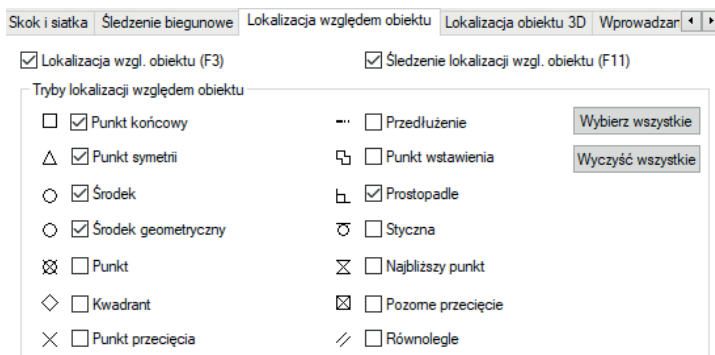 Skok i siatka Śledzenie biegunowe Lokalizacja względem obiektu Lokalizacja obiektu 3D Wprowadzar
Lokalizacja wzgl. obiektu (F3) Śledzenie lokalizacji wzgl. obiektu (F11)
Tryby lokalizacji względem obiektu
Punkt końcowy Przedłużenie Wybierz wszystkie
Punkt symetrii Punkt wstawienia Wyczyść wszystkie
Środek Prostopadle
Środek geometryczny Styczna
Punkt Najbliższy punkt
Kwadrant Pozorne przecięcie
Punkt przecięcia Równolegle